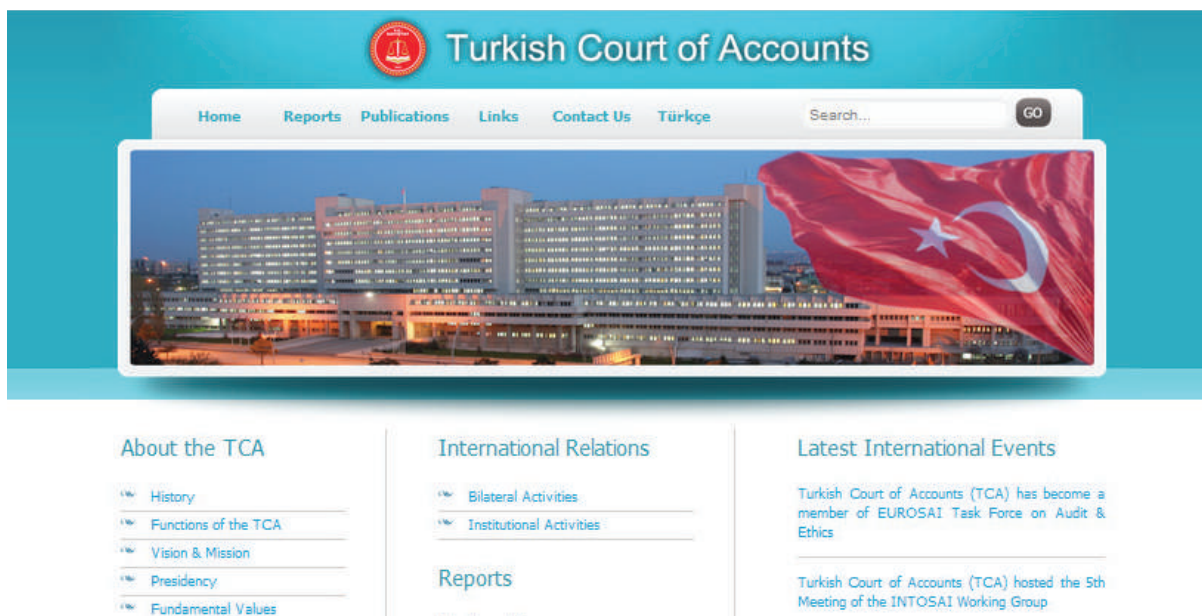 Turkish Court of Accounts
Home Reports Publications Links Contact Us Türkçe Search... GO
About the TCA
History
Functions of the TCA
Vision & Mission
Presidency
Fundamental Values
International Relations
Bilateral Activities
Institutional Activities
Reports
Latest International Events
Turkish Court of Accounts (TCA) has become a
member of EUROSAI Task Force on Audit &
Ethics
Turkish Court of Accounts (TCA) hosted the 5th
Meeting of the INTOSAI Working Group